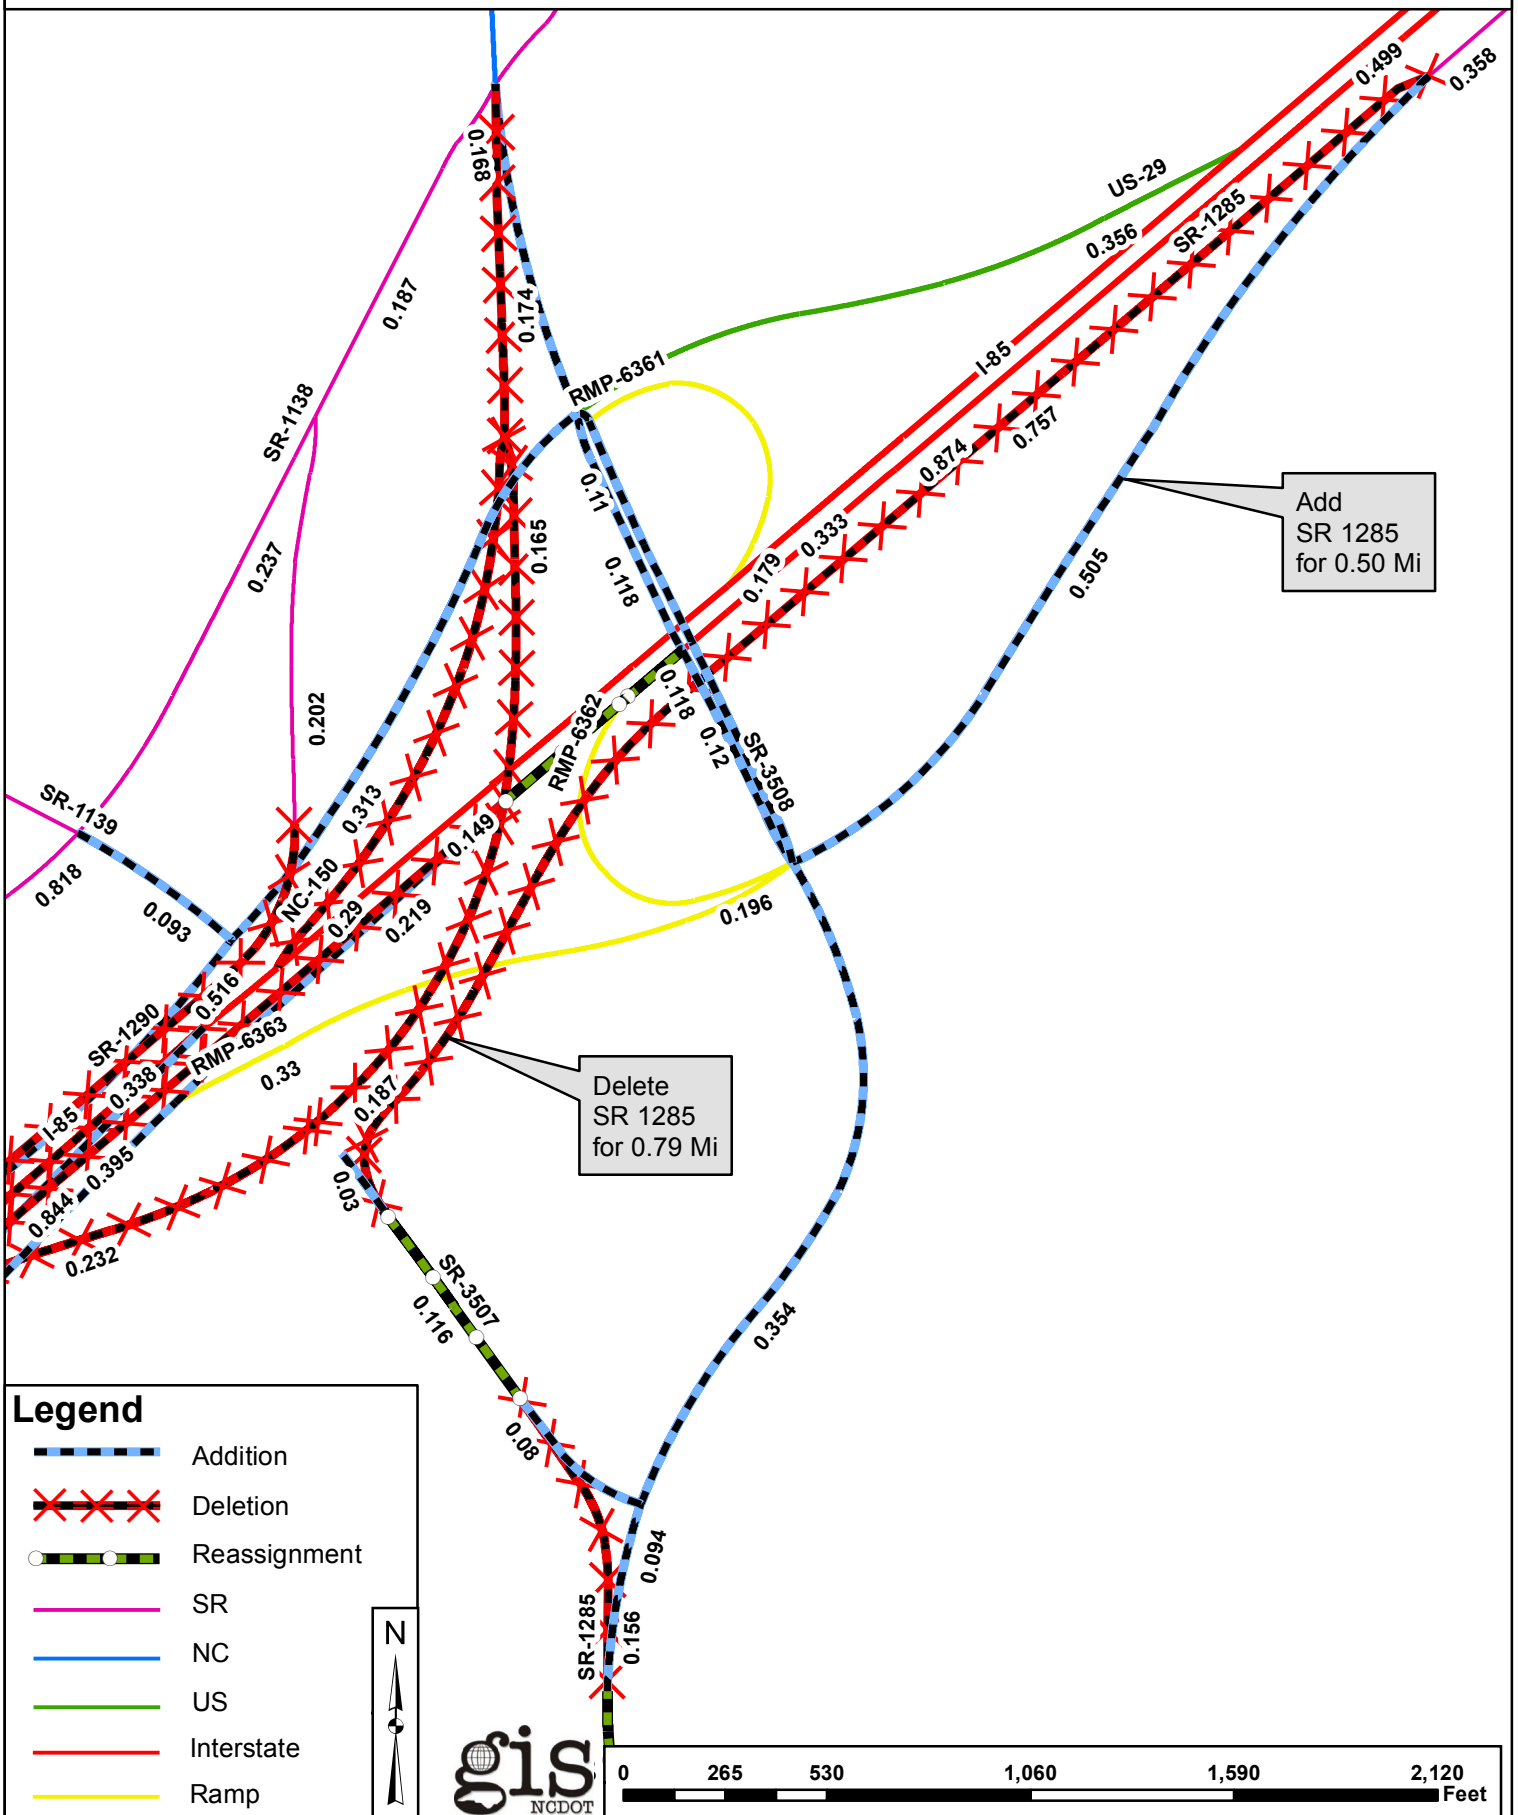 0.499
0.358
0.168
US-29
SR-1285
0.356
0.187
0.174
I-85
RMP-6361
SR-1138
0.757
0.874
0.11
Add
SR 1285
for 0.50 Mi
0.165
0.333
0.237
0.118
0.179
0.505
0.202
0.118
RMP-6362
0.12
SR-3508
SR-1139
0.313
0.149
0.818
NC-150
0.093
0.29
0.219
0.196
0.516
SR-1290
RMP-6363
0.338
0.33
Delete
SR 1285
for 0.79 Mi
0.187
I-85
0.395
0.03
0.844
0.232
SR-3507
0.116
0.354
Legend
Addition
Deletion
Reassignment
SR
NC
US
Interstate
Ramp
0.08
0.094
SR-1285
0.156
N
gis
NCDOT
0 265 530 1,060 1,590 2,120
Feet